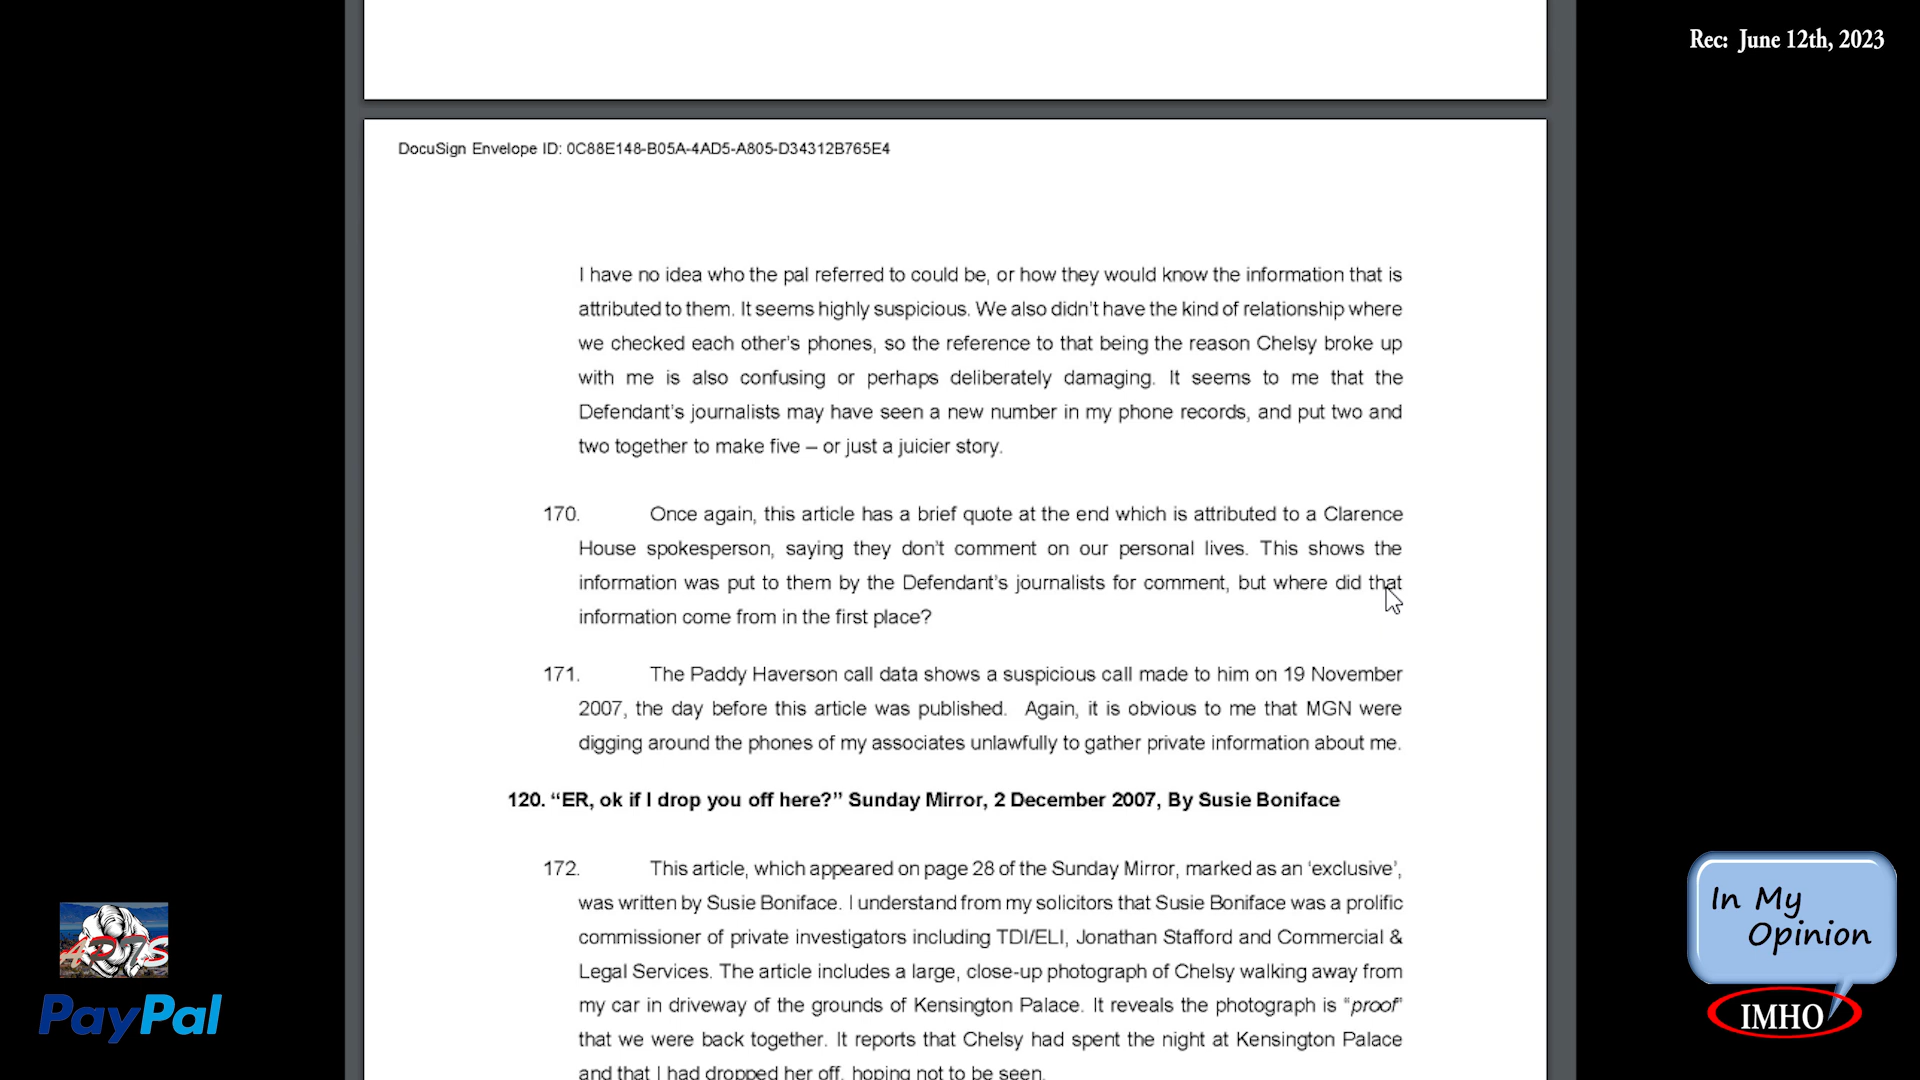 Rec: June 12th, 2023
DocuSign Envelope ID: 0C88E148-B05A-4AD5-A805-D34312B765E4
I have no idea who the pal referred to could be, or how they would know the information that is
attributed to them. It seems highly suspicious. We also didn't have the kind of relationship where
we checked each other's phones, so the reference to that being the reason Chelsy broke up
with me is also confusing or perhaps deliberately damaging. It seems to me that the
Defendant's journalists may have seen a new number in my phone records, and put two and
two together to make five – or just a juicier story.
170. Once again, this article has a brief quote at the end which is attributed to a Clarence
House spokesperson, saying they don't comment on our personal lives. This shows the
information was put to them by the Defendant's journalists for comment, but where did that
information come from in the first place?
171. The Paddy Haverson call data shows a suspicious call made to him on 19 November
2007, the day before this article was published. Again, it is obvious to me that MGN were
digging around the phones of my associates unlawfully to gather private information about me.
120. “ER, ok if I drop you off here?” Sunday Mirror, 2 December 2007, By Susie Boniface
172. This article, which appeared on page 28 of the Sunday Mirror, marked as an ‘exclusive’,
was written by Susie Boniface. I understand from my solicitors that Susie Boniface was a prolific
commissioner of private investigators including TDI/ELI, Jonathan Stafford and Commercial &
Legal Services. The article includes a large, close-up photograph of Chelsy walking away from
my car in driveway of the grounds of Kensington Palace. It reveals the photograph is “proof”
that we were back together. It reports that Chelsy had spent the night at Kensington Palace
and that I had dropped her off, hoping not to be seen.
PayPal
In My
Opinion
IMHO